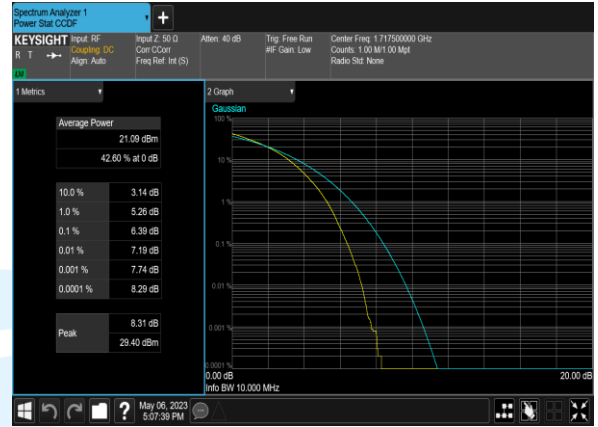 Spectrum Analyzer 1
Power Stat CCDF
+
KEYSIGHT
R T
LXI
Input: RF
Coupling: DC
Align: Auto
Input Z: 50 Ω
Corr CCorr
Freq Ref: Int (S)
Atten: 40 dB
Trig: Free Run
#IF Gain: Low
Center Freq: 1.717500000 GHz
Counts: 1.00 M/1.00 Mpt
Radio Std: None
1 Metrics
Average Power
21.09 dBm
42.60 % at 0 dB
10.0 % 3.14 dB
1.0 % 5.26 dB
0.1 % 6.39 dB
0.01 % 7.19 dB
0.001 % 7.74 dB
0.0001 % 8.29 dB
Peak
8.31 dB
29.40 dBm
2 Graph
Gaussian
100 %
10 %
1 %
0.1 %
0.01 %
0.001 %
0.0001 %
0.00 dB 20.00 dB
Info BW 10.000 MHz
?
May 06, 2023
5:07:39 PM